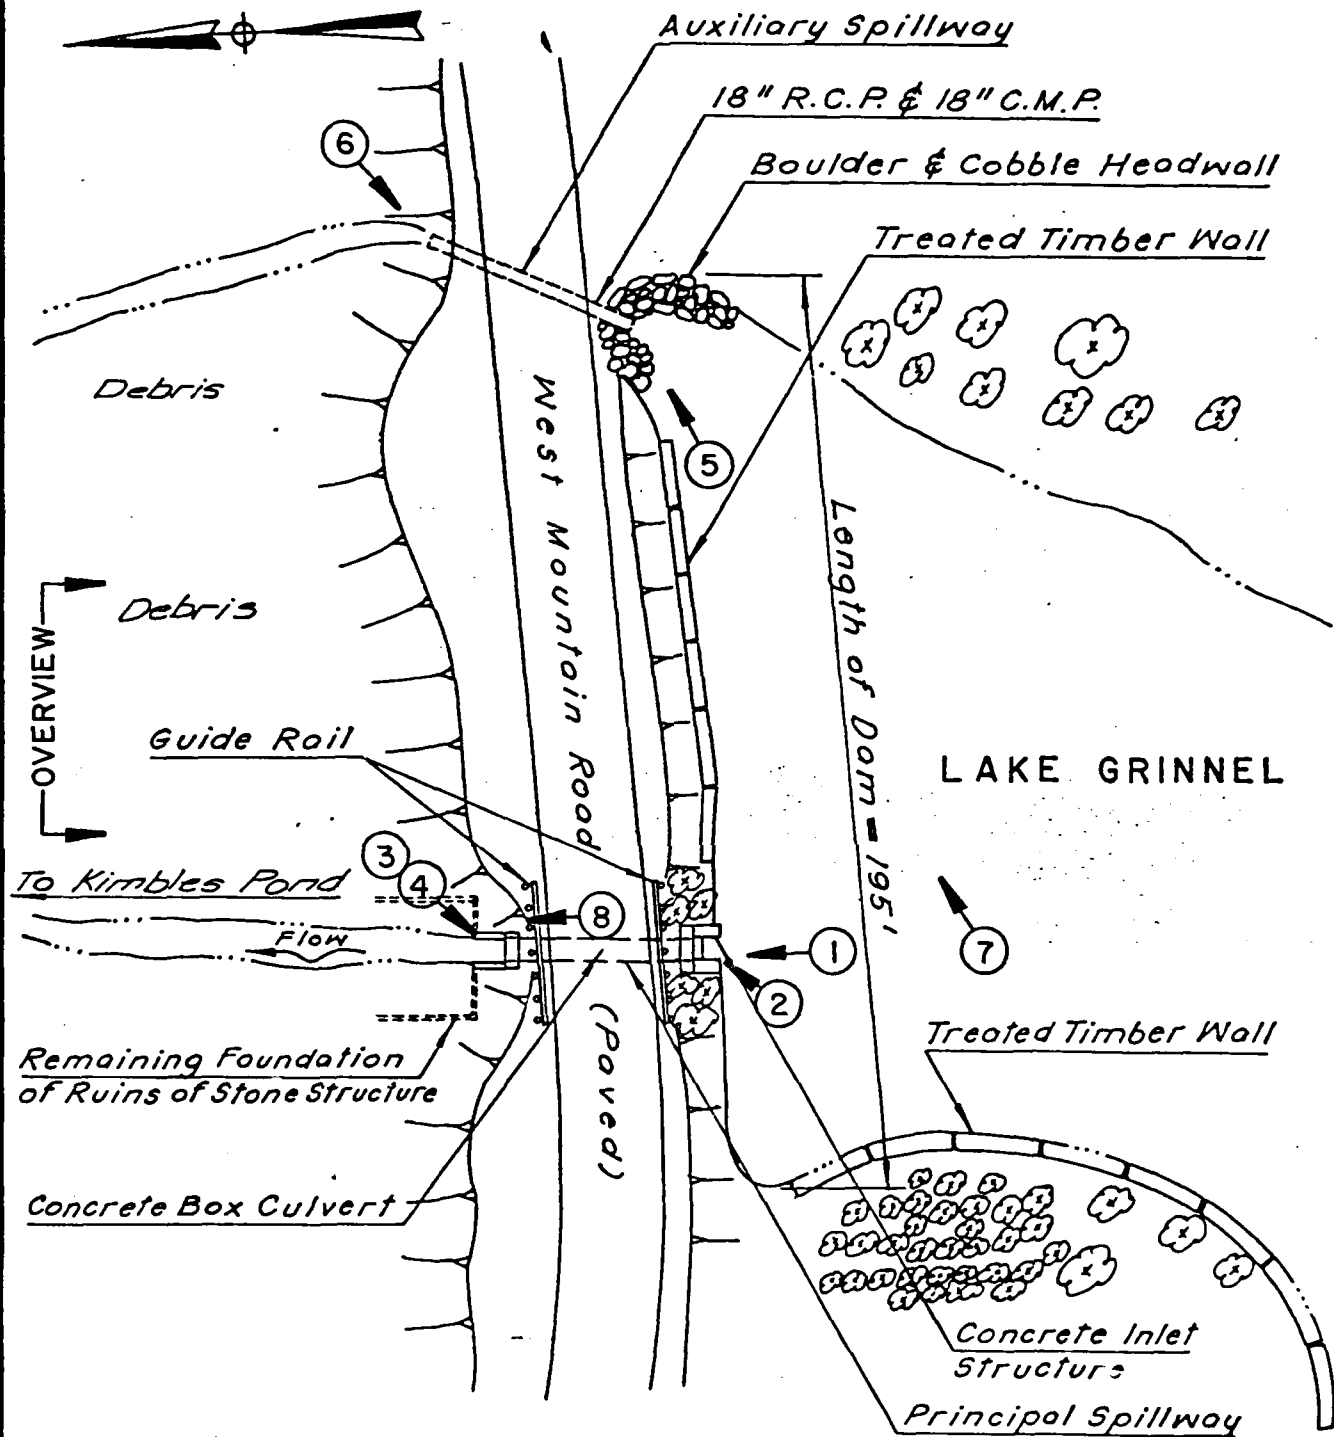 Auxiliary Spillway
18" R.C.P. & 18" C.M.P.
Boulder & Cobble Headwall
Treated Timber Wall
6
Debris
West Mountain Road
(Paved)
5
Length of Dam = 195'
Debris
OVERVIEW
Guide Rail
LAKE GRINNEL
3
4
To Kimbles Pond
8
Flow
1
7
2
Remaining Foundation
of Ruins of Stone Structure
Treated Timber Wall
Concrete Box Culvert
Concrete Inlet
Structure
Principal Spillway